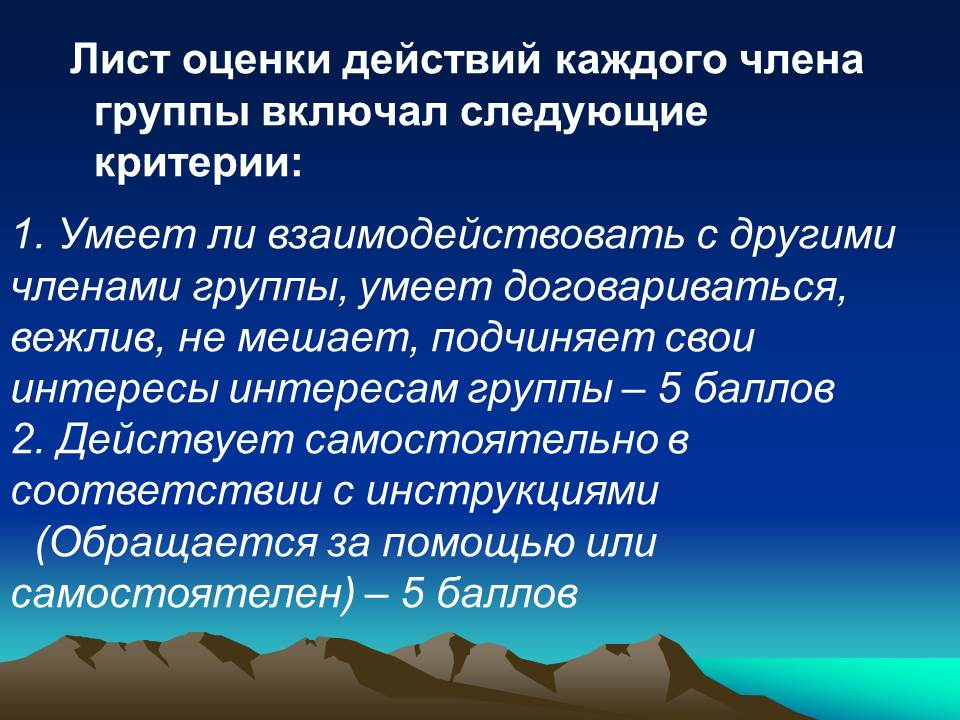 Лист оценки действий каждого члена
группы включал следующие
критерии:
1. Умеет ли взаимодействовать с другими
членами группы, умеет договариваться,
вежлив, не мешает, подчиняет свои
интересы интересам группы – 5 баллов
2. Действует самостоятельно в
соответствии с инструкциями
(Обращается за помощью или
самостоятелен) – 5 баллов